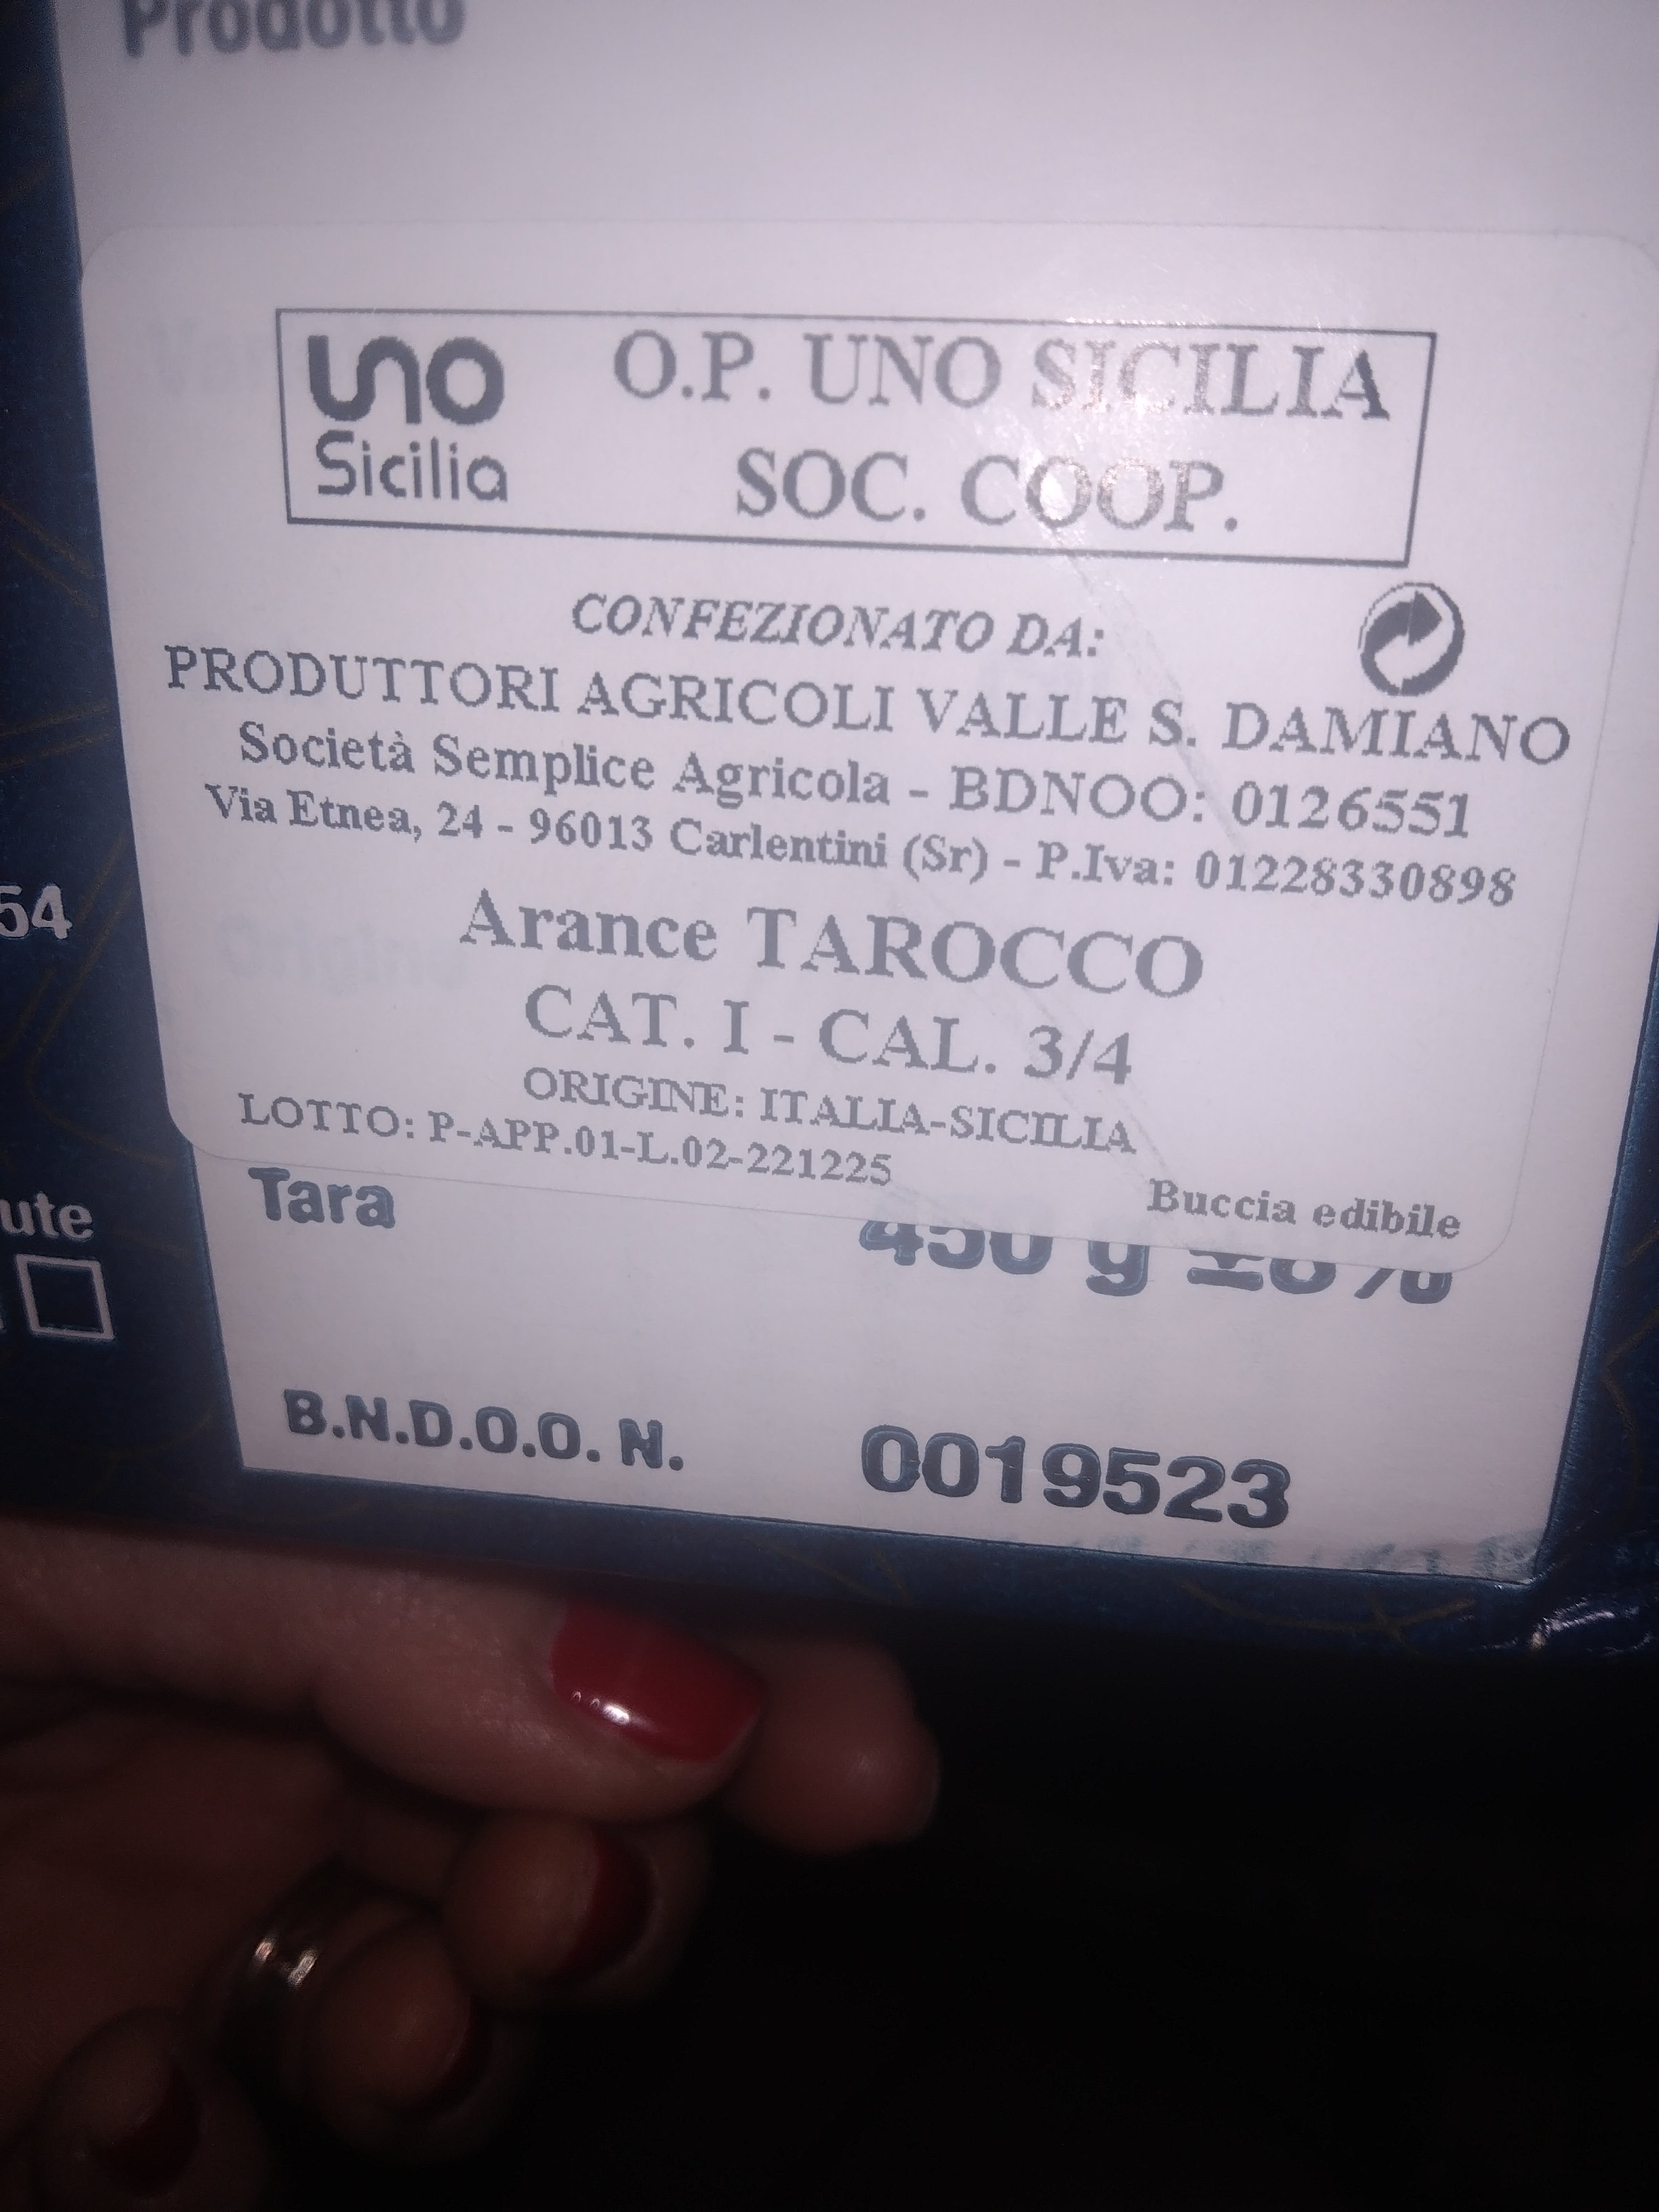 Prodotto
uno
Sicilia
O.P. UNO SICILIA
SOC. COOP.
CONFEZIONATO DA:
PRODUTTORI AGRICOLI VALLE S. DAMIANO
Società Semplice Agricola - BDNOO: 0126551
Via Etnea, 24 - 96013 Carlentini (Sr) - P.Iva: 01228330898
Arance TAROCCO
CAT. I - CAL. 3/4
ORIGINE: ITALIA-SICILIA
LOTTO: P-APP.01-L.02-221225
Buccia edibile
54
ute
Tara 450 g
B.N.D.O.O. N. 0019523